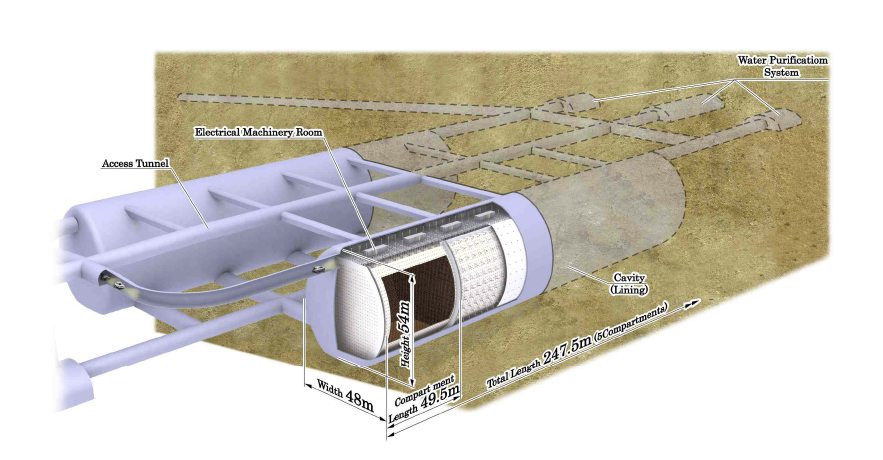 Water Purificatiom
System
Electrical Machinery Room
Access Tunnel
Cavity
(Lining)
Height 54m
Total Length 247.5m (5Compartments)
Width 48m
Compart ment
Length 49.5m